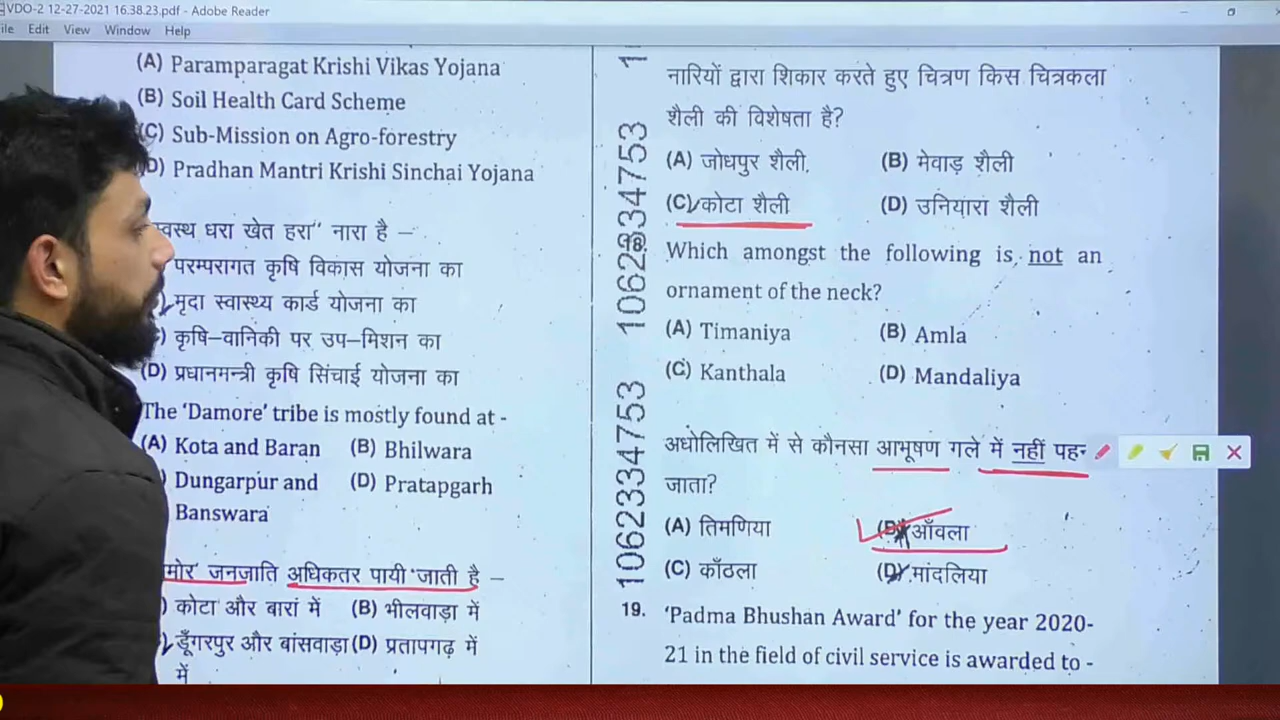 VDO-2 12-27-2021 16.38.23.pdf - Adobe Reader
Edit View Window Help
(A) Paramparagat Krishi Vikas Yojana
(B) Soil Health Card Scheme
(C) Sub-Mission on Agro-forestry
Pradhan Mantri Krishi Sinchai Yojana
धरा खेत हरा'' नारा है –
परम्परागत कृषि विकास योजना का
मृदा स्वास्थ्य कार्ड योजना का
कृषि–वानिकी पर उप–मिशन का
(D) प्रधानमन्त्री कृषि सिंचाई योजना का
The 'Damore' tribe is mostly found at -
(A) Kota and Baran (B) Bhilwara
Dungarpur and (D) Pratapgarh
Banswara
जनजाति अधिकतर पायी जाती है –
कोटा और बारां में (B) भीलवाड़ा में
डूँगरपुर और बांसवाड़ा (D) प्रतापगढ़ में
में
1062334753 1062334753
नारियों द्वारा शिकार करते हुए चित्रण किस चित्रकला
शैली की विशेषता है?
(A) जोधपुर शैली (B) मेवाड़ शैली
(C) कोटा शैली (D) उनियारा शैली
18. Which amongst the following is not an
ornament of the neck?
(A) Timaniya (B) Amla
(C) Kanthala (D) Mandaliya
अधोलिखित में से कौनसा आभूषण गले में नहीं
जाता?
(A) तिमणिया (B) आँवला
(C) काँठला (D) मांदलिया
19. 'Padma Bhushan Award' for the year 2020-
21 in the field of civil service is awarded to -